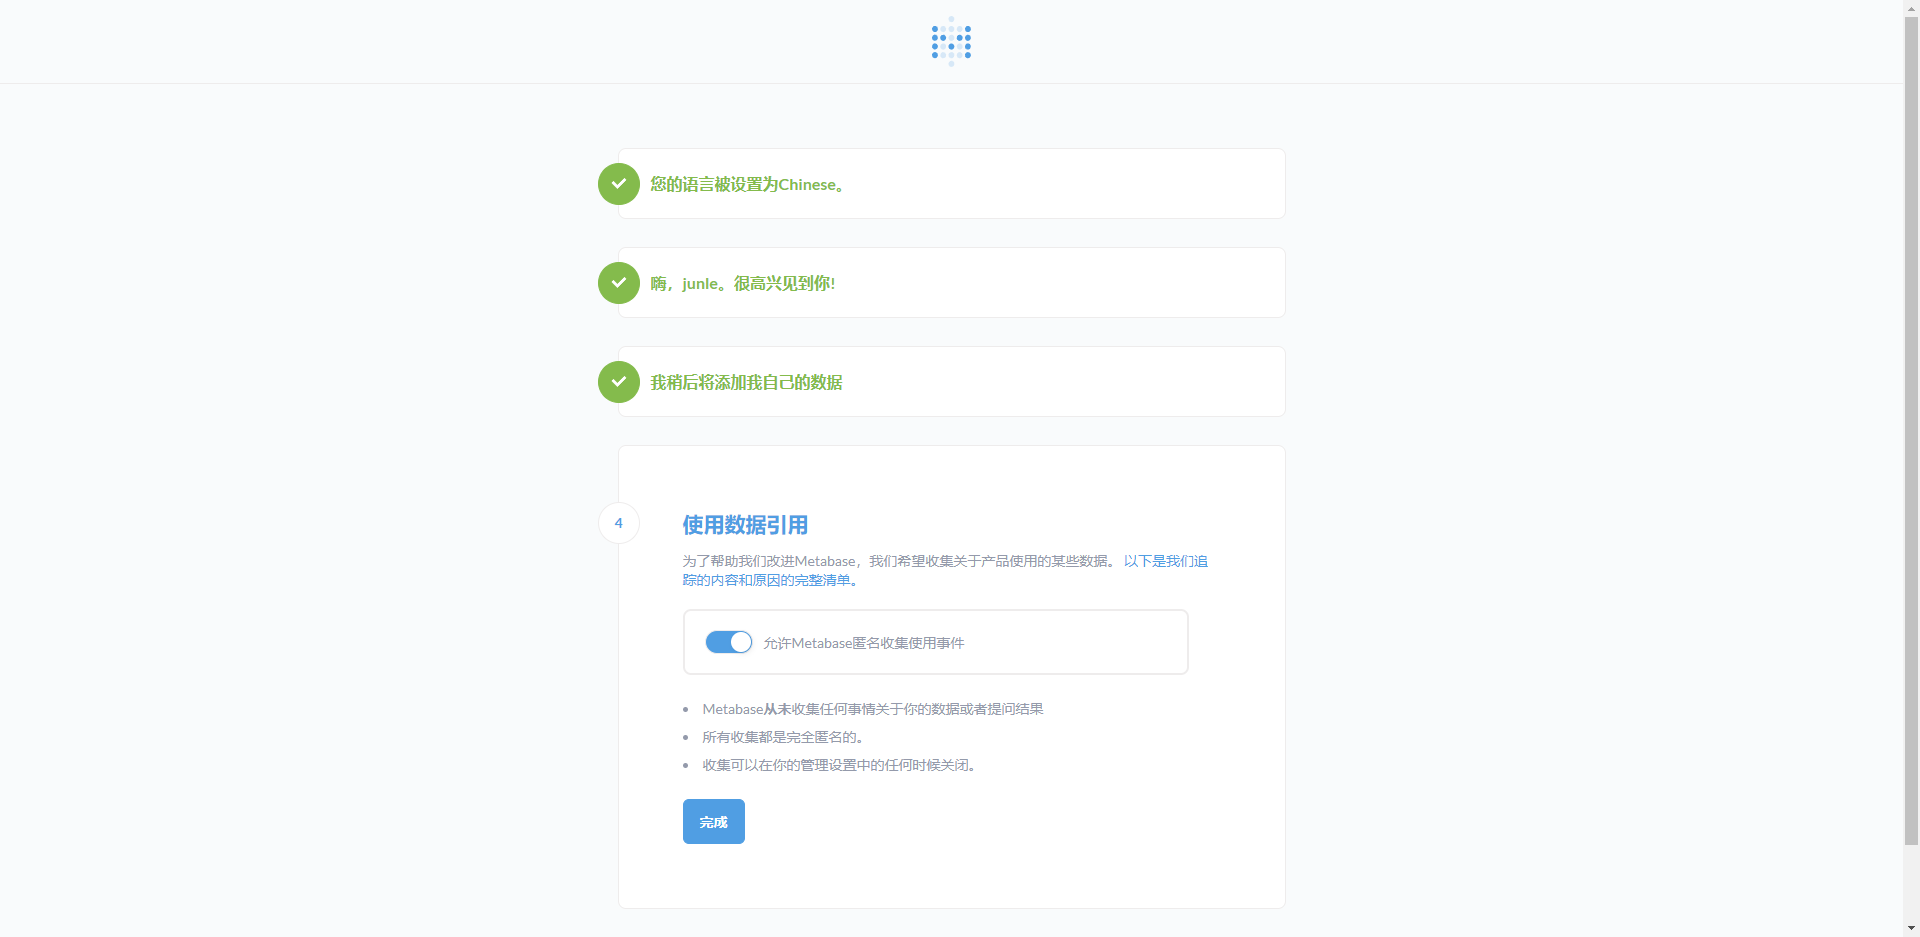 您的语言被设置为Chinese。
嗨，junle。很高兴见到你!
我稍后将添加我自己的数据
4
使用数据引用
为了帮助我们改进Metabase，我们希望收集关于产品使用的某些数据。 以下是我们追
踪的内容和原因的完整清单。
允许Metabase匿名收集使用事件
• Metabase从未收集任何事情关于你的数据或者提问结果
• 所有收集都是完全匿名的。
• 收集可以在你的管理设置中的任何时候关闭。
完成